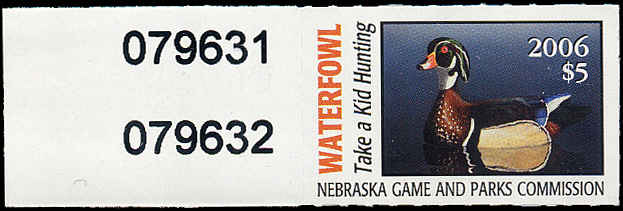 079631
079632
WATERFOWL
Take a Kid Hunting
2006
$5
NEBRASKA GAME AND PARKS COMMISSION